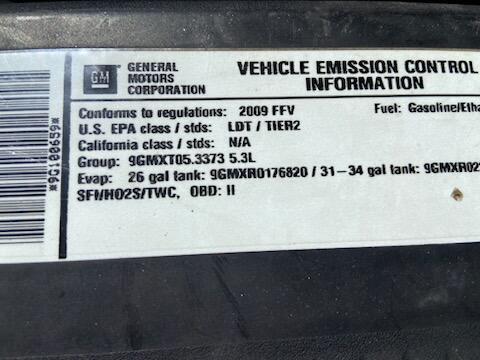 GM
GENERAL
MOTORS
CORPORATION
VEHICLE EMISSION CONTROL
INFORMATION
Conforms to regulations: 2009 FFV Fuel: Gasoline/Etha
U.S. EPA class / stds: LDT / TIER2
California class / stds: N/A
Group: 9GMXT05.3373 5.3L
Evap: 26 gal tank: 9GMXR0176820 / 31-34 gal tank: 9GMXR02
SFI/HO2S/TWC, OBD: II
*9G100659*